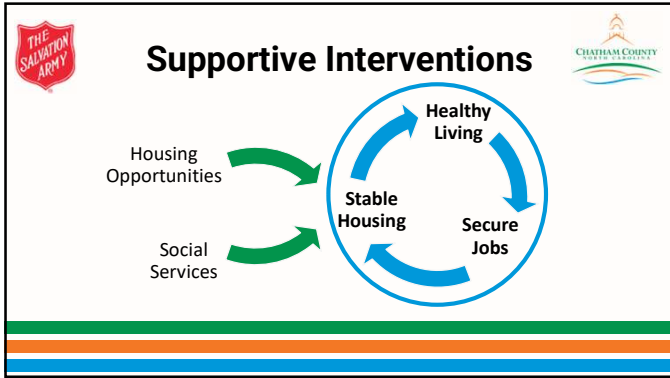 THE
SALVATION
ARMY
Supportive Interventions
CHATHAM COUNTY
NORTH CAROLINA
Housing
Opportunities
Social
Services
Healthy
Living
Stable
Housing
Secure
Jobs